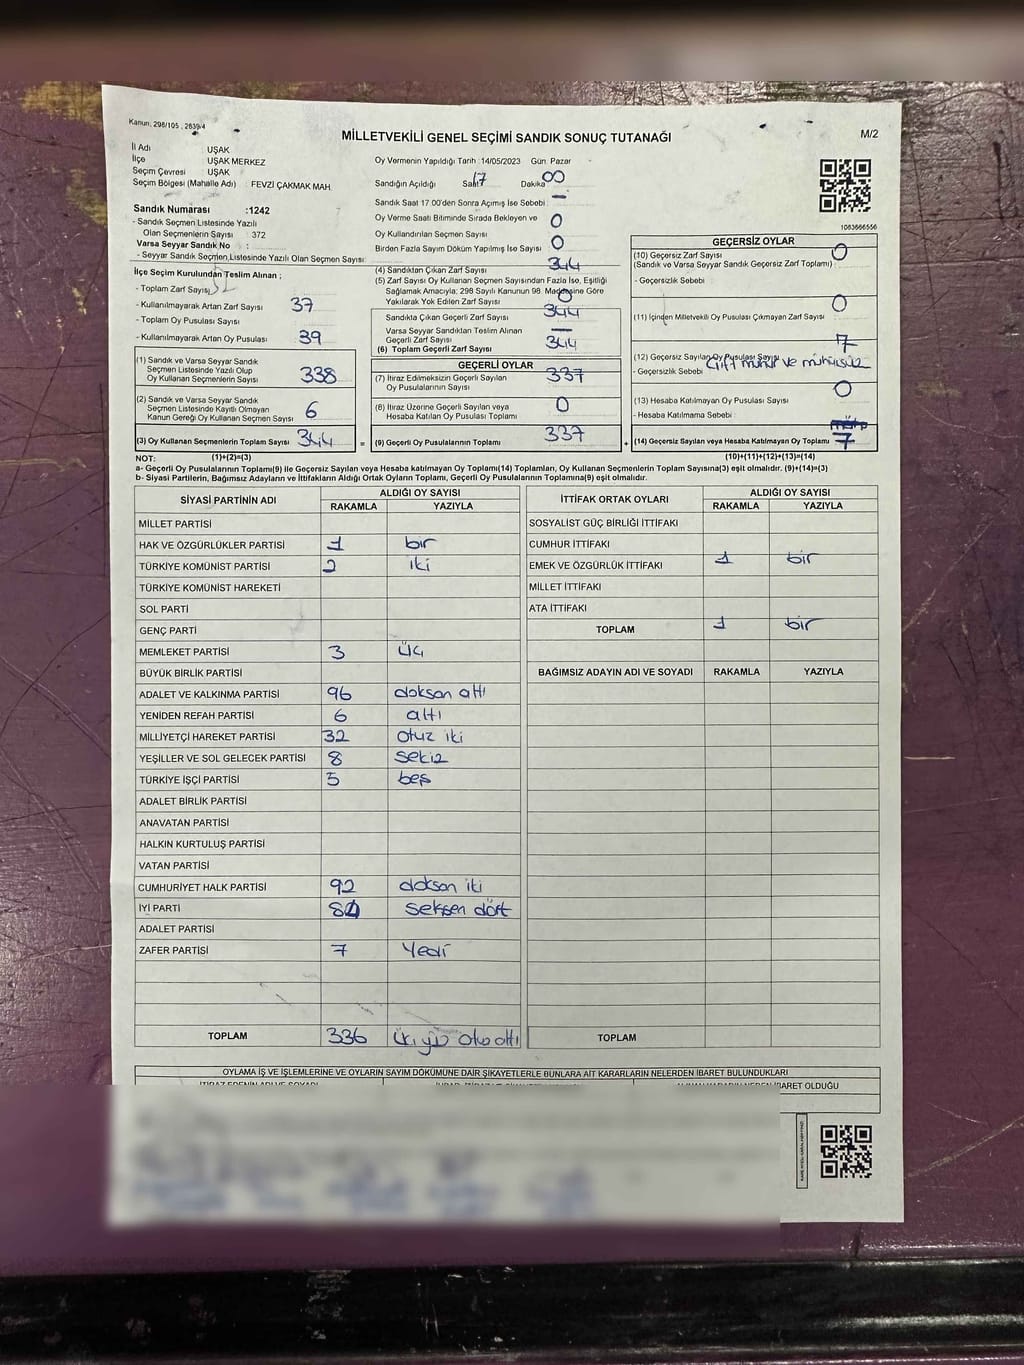 Kanun: 298/105 , 2839/4
MİLLETVEKİLİ GENEL SEÇİMİ SANDIK SONUÇ TUTANAĞI
M/2
İl Adı UŞAK
İlçe UŞAK MERKEZ
Seçim Çevresi UŞAK
Seçim Bölgesi (Mahalle Adı) : FEVZİ ÇAKMAK MAH.
Sandık Numarası :1242
- Sandık Seçmen Listesinde Yazılı
Olan Seçmenlerin Sayısı : 372
Varsa Seyyar Sandık No :
- Seyyar Sandık Seçmen Listesinde Yazılı Olan Seçmen Sayısı
İlçe Seçim Kurulundan Teslim Alınan ;
- Toplam Zarf Sayısı
- Kullanılmayarak Artan Zarf Sayısı 37
- Toplam Oy Pusulası Sayısı
- Kullanılmayarak Artan Oy Pusulası 39
(1) Sandık ve Varsa Seyyar Sandık
Seçmen Listesinde Yazılı Olup
Oy Kullanan Seçmenlerin Sayısı 338
(2) Sandık ve Varsa Seyyar Sandık
Seçmen Listesinde Kayıtlı Olmayan
Kanun Gereği Oy Kullanan Seçmen Sayısı 6
(3) Oy Kullanan Seçmenlerin Toplam Sayısı 344 =
Oy Vermenin Yapıldığı Tarih :14/05/2023 Gün: Pazar
Sandığın Açıldığı Saat 17 Dakika 00
Sandık Saat 17.00'den Sonra Açımış İse Sebebi : —
Oy Verme Saati Bitiminde Sırada Bekleyen ve
Oy Kullandırılan Seçmen Sayısı 0
Birden Fazla Sayım Döküm Yapılmış İse Sayısı 0
(4) Sandıktan Çıkan Zarf Sayısı 344
(5) Zarf Sayısı Oy Kullanan Seçmen Sayısından Fazla İse, Eşitliği
Sağlamak Amacıyla; 298 Sayılı Kanunun 98. Maddesine Göre
Yakılarak Yok Edilen Zarf Sayısı 0
Sandıkta Çıkan Geçerli Zarf Sayısı 344
Varsa Seyyar Sandıktan Teslim Alınan
Geçerli Zarf Sayısı —
(6) Toplam Geçerli Zarf Sayısı 344
GEÇERLİ OYLAR
(7) İtiraz Edilmeksizin Geçerli Sayılan
Oy Pusulalarının Sayısı 337
(8) İtiraz Üzerine Geçerli Sayılan veya
Hesaba Katılan Oy Pusulası Toplamı 0
(9) Geçerli Oy Pusulalarının Toplamı 337 +
1083666556
GEÇERSİZ OYLAR
(10) Geçersiz Zarf Sayısı 0
(Sandık ve Varsa Seyyar Sandık Geçersiz Zarf Toplamı)
- Geçersizlik Sebebi
(11) İçinden Milletvekili Oy Pusulası Çıkmayan Zarf Sayısı 0
(12) Geçersiz Sayılan Oy Pusulası Sayısı 7
- Geçersizlik Sebebi Çift mühür ve mühürsüz
(13) Hesaba Katılmayan Oy Pusulası Sayısı 0
- Hesaba Katılmama Sebebi :
(14) Geçersiz Sayılan veya Hesaba Katılmayan Oy Toplamı 7
NOT: (1)+(2)=(3) (10)+(11)+(12)+(13)=(14)
a- Geçerli Oy Pusulalarının Toplamı(9) ile Geçersiz Sayılan veya Hesaba katılmayan Oy Toplamı(14) Toplamları, Oy Kullanan Seçmenlerin Toplam Sayısına(3) eşit olmalıdır. (9)+(14)=(3)
b- Siyasi Partilerin, Bağımsız Adayların ve İttifakların Aldığı Ortak Oyların Toplamı, Geçerli Oy Pusulalarının Toplamına(9) eşit olmalıdır.
SİYASİ PARTİNİN ADI ALDIĞI OY SAYISI
RAKAMLA YAZIYLA
MİLLET PARTİSİ
HAK VE ÖZGÜRLÜKLER PARTİSİ 1 bir
TÜRKİYE KOMÜNİST PARTİSİ 2 iki
TÜRKİYE KOMÜNİST HAREKETİ
SOL PARTİ
GENÇ PARTİ
MEMLEKET PARTİSİ 3 üç
BÜYÜK BİRLİK PARTİSİ
ADALET VE KALKINMA PARTİSİ 96 doksan altı
YENİDEN REFAH PARTİSİ 6 altı
MİLLİYETÇİ HAREKET PARTİSİ 32 otuz iki
YEŞİLLER VE SOL GELECEK PARTİSİ 8 sekiz
TÜRKİYE İŞÇİ PARTİSİ 5 beş
ADALET BİRLİK PARTİSİ
ANAVATAN PARTİSİ
HALKIN KURTULUŞ PARTİSİ
VATAN PARTİSİ
CUMHURİYET HALK PARTİSİ 92 doksan iki
İYİ PARTİ 84 seksen dört
ADALET PARTİSİ
ZAFER PARTİSİ 7 Yedi
TOPLAM 336 üçyüz otuz altı
İTTİFAK ORTAK OYLARI ALDIĞI OY SAYISI
RAKAMLA YAZIYLA
SOSYALİST GÜÇ BİRLİĞİ İTTİFAKI
CUMHUR İTTİFAKI
EMEK VE ÖZGÜRLÜK İTTİFAKI 1 bir
MİLLET İTTİFAKI
ATA İTTİFAKI
TOPLAM 1 bir
BAĞIMSIZ ADAYIN ADI VE SOYADI RAKAMLA YAZIYLA
TOPLAM
OYLAMA İŞ VE İŞLEMLERİNE VE OYLARIN SAYIM DÖKÜMÜNE DAİR ŞİKAYETLERLE BUNLARA AİT KARARLARIN NELERDEN İBARET BULUNDUKLARI
İBARET OLDUĞU